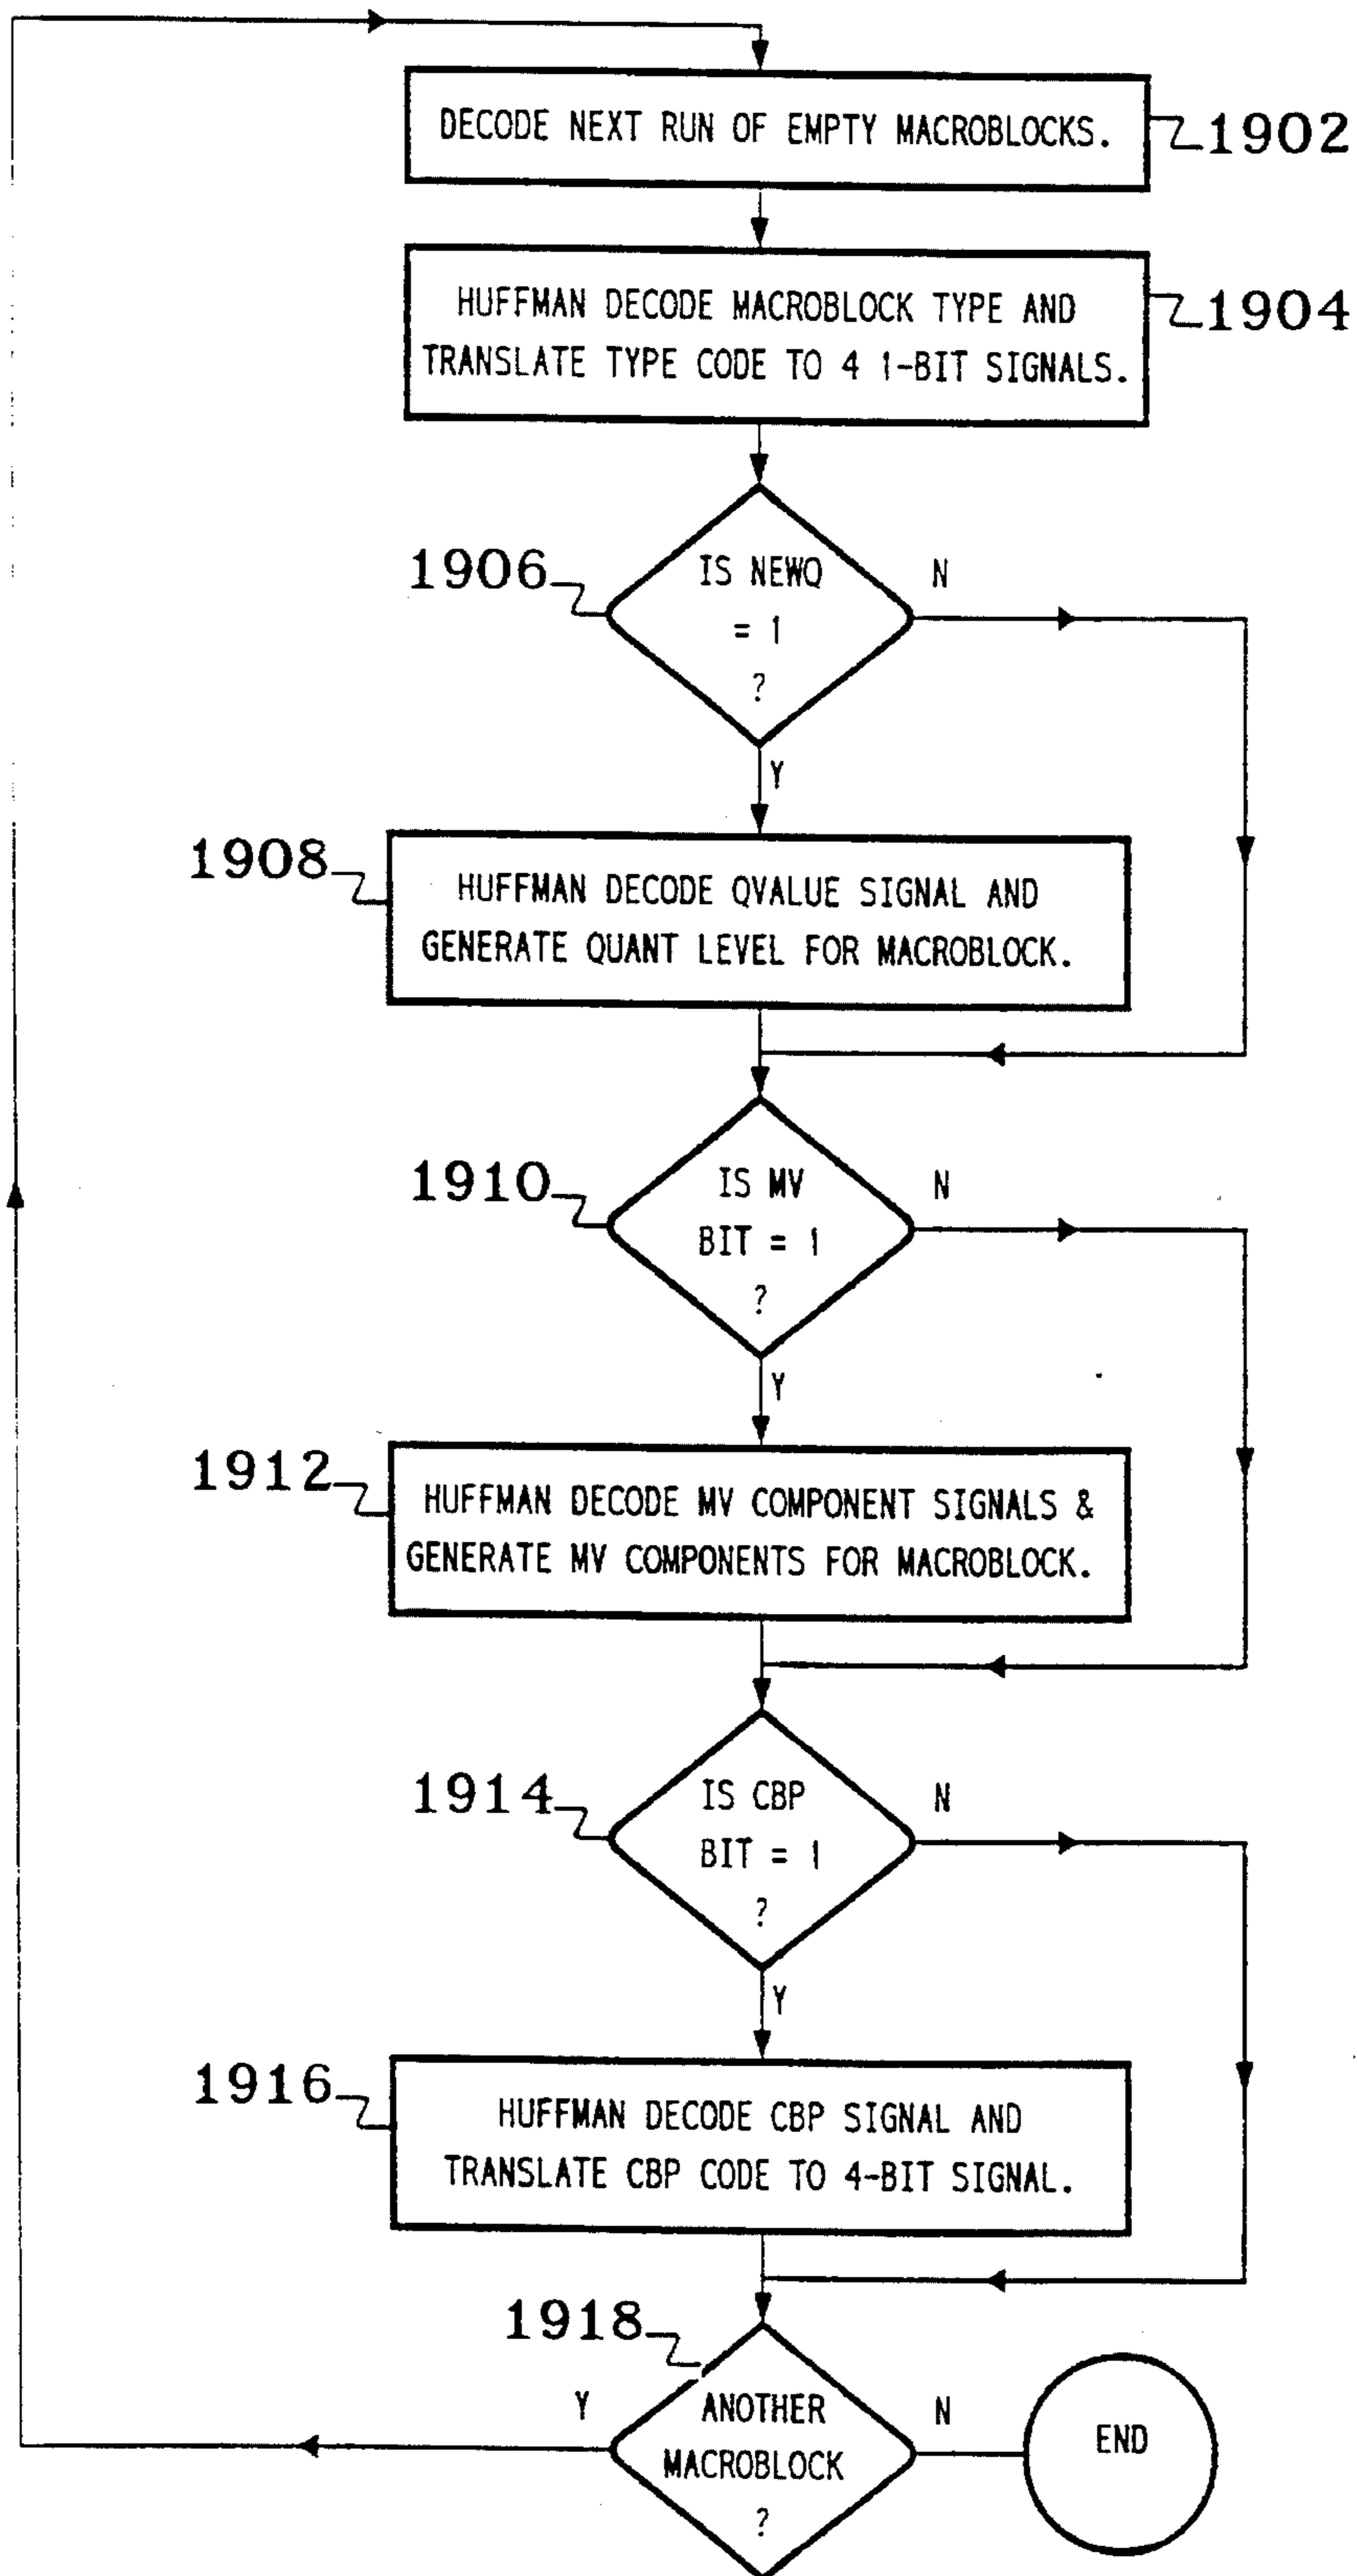 DECODE NEXT RUN OF EMPTY MACROBLOCKS.
1902
HUFFMAN DECODE MACROBLOCK TYPE AND
TRANSLATE TYPE CODE TO 4 1-BIT SIGNALS.
1904
1906
IS NEWQ
= 1
?
N
Y
1908
HUFFMAN DECODE QVALUE SIGNAL AND
GENERATE QUANT LEVEL FOR MACROBLOCK.
1910
IS MV
BIT = 1
?
N
Y
1912
HUFFMAN DECODE MV COMPONENT SIGNALS &
GENERATE MV COMPONENTS FOR MACROBLOCK.
1914
IS CBP
BIT = 1
?
N
Y
1916
HUFFMAN DECODE CBP SIGNAL AND
TRANSLATE CBP CODE TO 4-BIT SIGNAL.
1918
Y
ANOTHER
MACROBLOCK
?
N
END